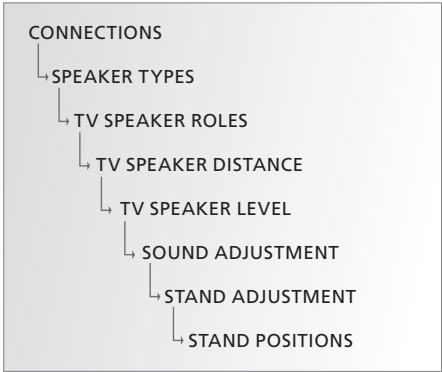 CONNECTIONS
SPEAKER TYPES
TV SPEAKER ROLES
TV SPEAKER DISTANCE
TV SPEAKER LEVEL
SOUND ADJUSTMENT
STAND ADJUSTMENT
STAND POSITIONS